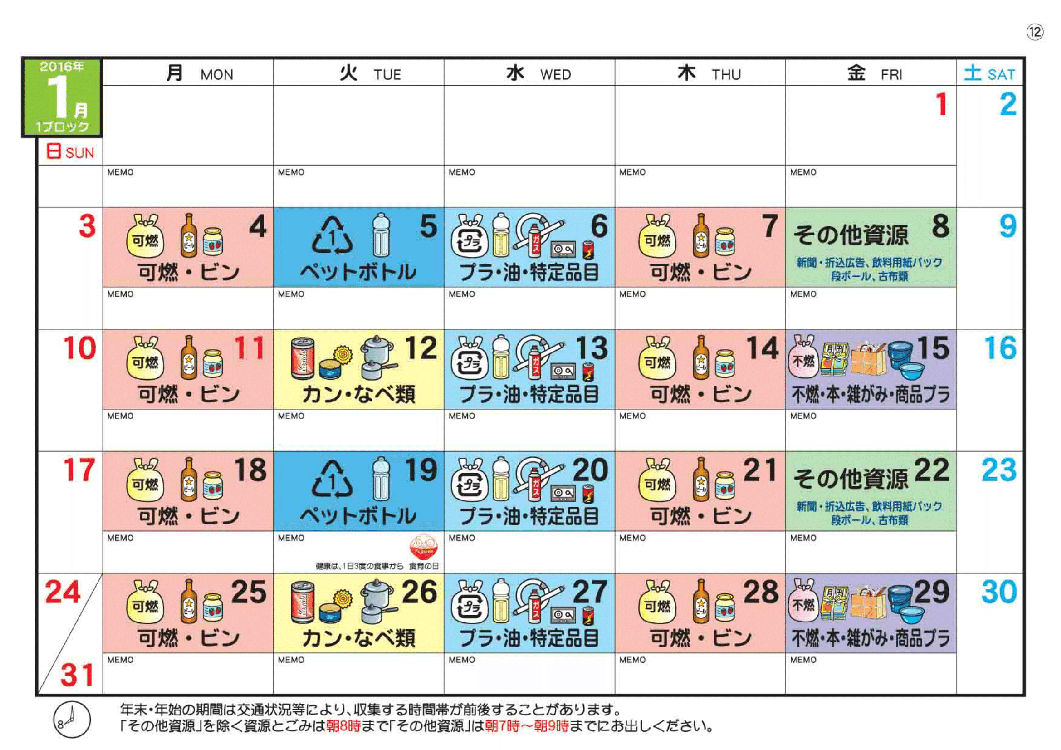 ⑫
2016年
1月
1ブロック
日 SUN
月 MON
火 TUE
水 WED
木 THU
金 FRI
土 SAT
1
2
MEMO
MEMO
MEMO
MEMO
MEMO
3
可燃
4
可燃・ビン
1
5
ペットボトル
プラ
ガス
6
プラ・油・特定品目
可燃
7
可燃・ビン
その他資源 8
新聞・折込広告、飲料用紙パック
段ボール、古布類
9
MEMO
MEMO
MEMO
MEMO
MEMO
10
可燃
11
可燃・ビン
12
カン・なべ類
プラ
ガス
13
プラ・油・特定品目
可燃
14
可燃・ビン
不燃
15
不燃・本・雑がみ・商品プラ
16
MEMO
MEMO
MEMO
MEMO
MEMO
17
可燃
18
可燃・ビン
1
19
ペットボトル
プラ
ガス
20
プラ・油・特定品目
可燃
21
可燃・ビン
その他資源 22
新聞・折込広告、飲料用紙パック
段ボール、古布類
23
MEMO
MEMO
健康は、1日3度の食事から 食育の日
MEMO
MEMO
MEMO
24
31
可燃
25
可燃・ビン
26
カン・なべ類
プラ
ガス
27
プラ・油・特定品目
可燃
28
可燃・ビン
不燃
29
不燃・本・雑がみ・商品プラ
30
MEMO
MEMO
MEMO
MEMO
MEMO
8
年末・年始の期間は交通状況等により、収集する時間帯が前後することがあります。
「その他資源」を除く資源とごみは朝8時まで「その他資源」は朝7時～朝9時までにお出しください。